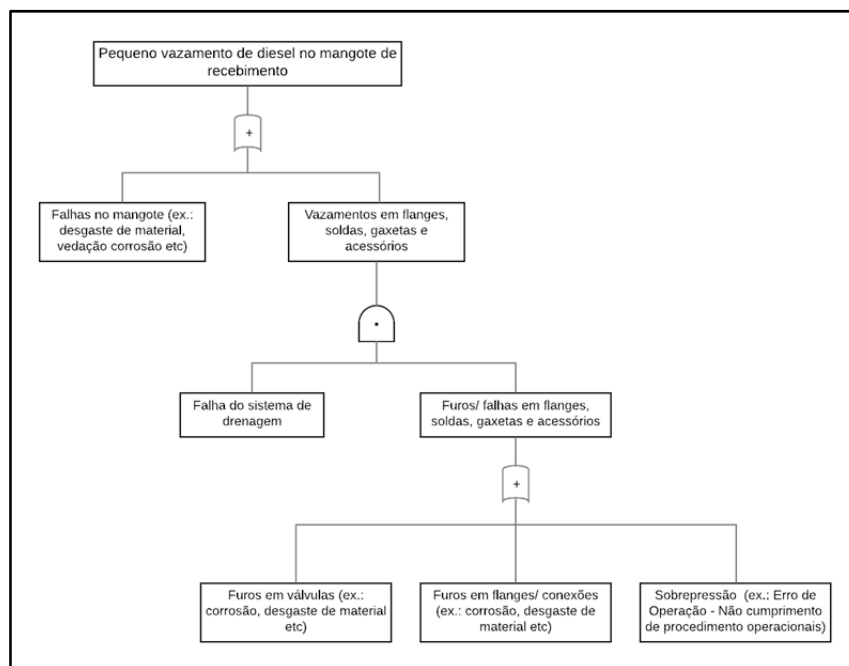 Pequeno vazamento de diesel no mangote de
recebimento
+
Falhas no mangote (ex.:
desgaste de material,
vedação corrosão etc)
Vazamentos em flanges,
soldas, gaxetas e
acessórios
•
Falha do sistema de
drenagem
Furos/ falhas em flanges,
soldas, gaxetas e acessórios
+
Furos em válvulas (ex.:
corrosão, desgaste de material
etc)
Furos em flanges/ conexões
(ex.: corrosão, desgaste de
material etc)
Sobrepressão (ex.: Erro de
Operação - Não cumprimento
de procedimento operacionais)